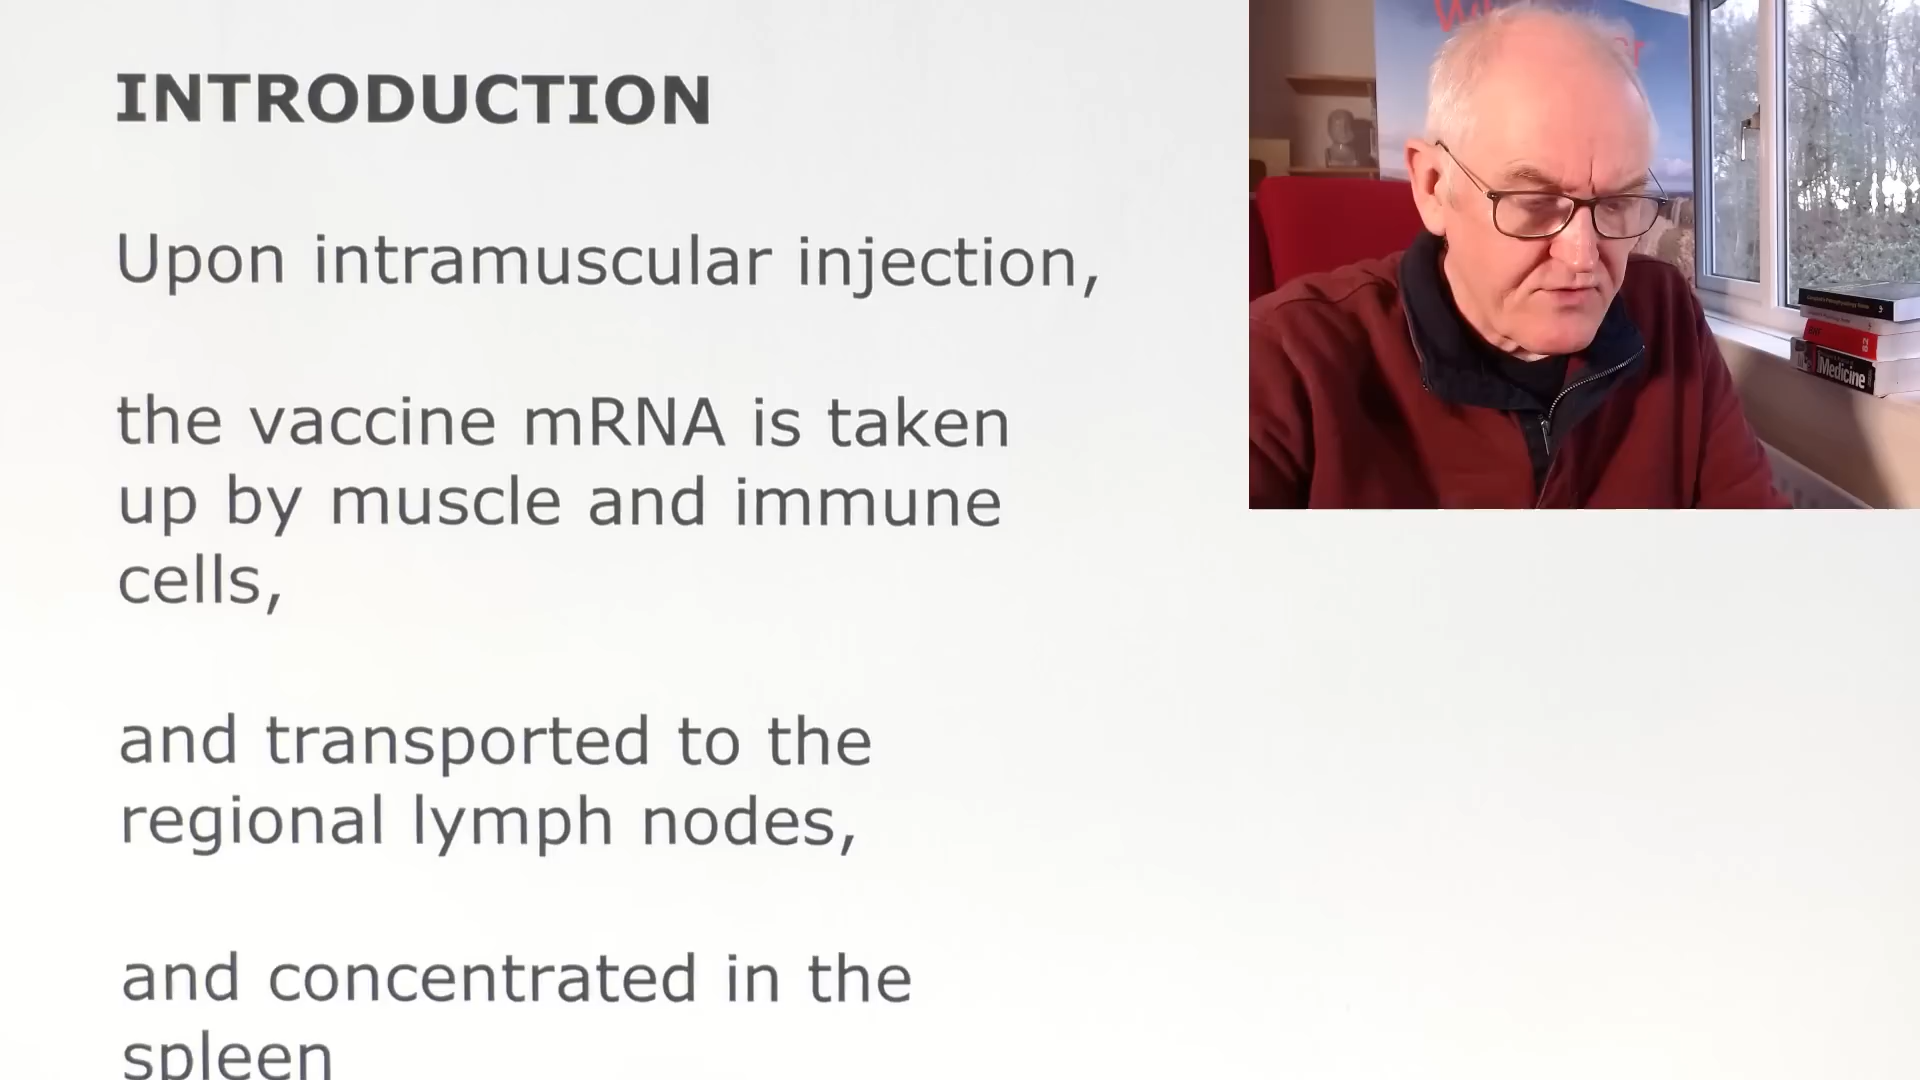 INTRODUCTION
Upon intramuscular injection,
the vaccine mRNA is taken
up by muscle and immune
cells,
and transported to the
regional lymph nodes,
and concentrated in the
spleen
Medicine